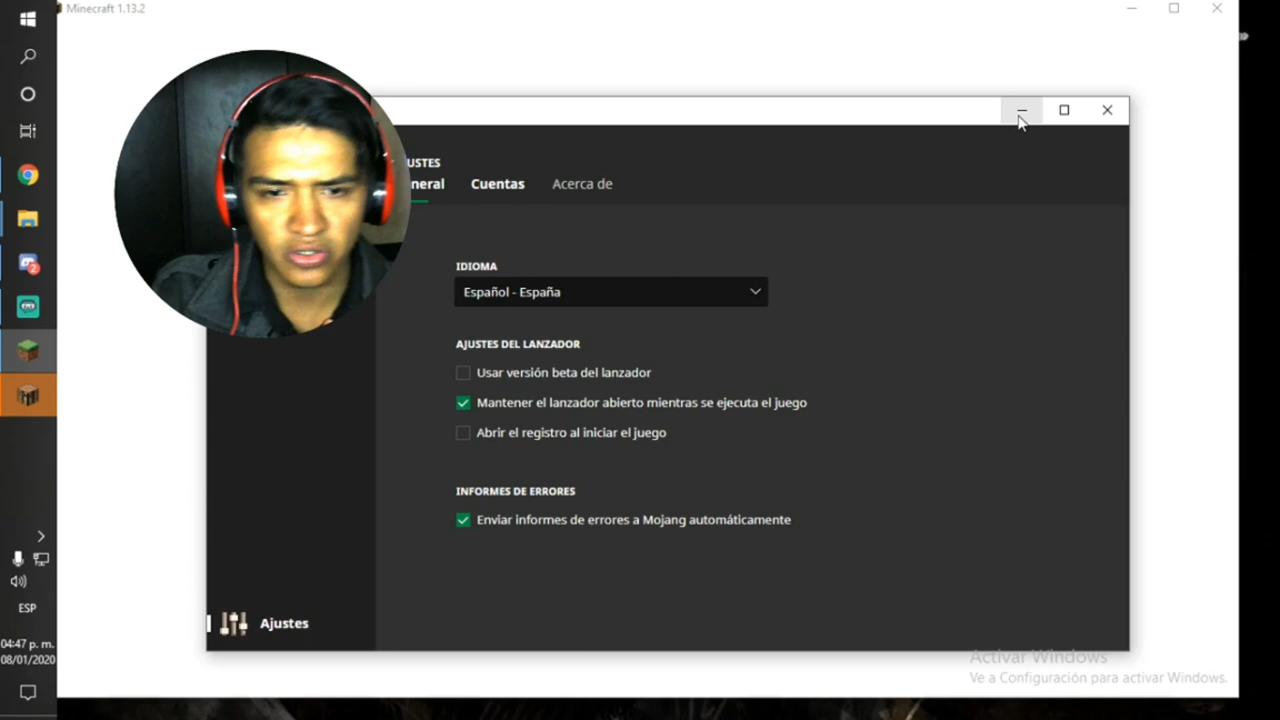 Minecraft 1.13.2
USTES
neral Cuentas Acerca de
IDIOMA
Español - España
AJUSTES DEL LANZADOR
Usar versión beta del lanzador
Mantener el lanzador abierto mientras se ejecuta el juego
Abrir el registro al iniciar el juego
INFORMES DE ERRORES
Enviar informes de errores a Mojang automáticamente
Ajustes
2
ESP
04:47 p. m.
08/01/2020
Activar Windows
Ve a Configuración para activar Windows.